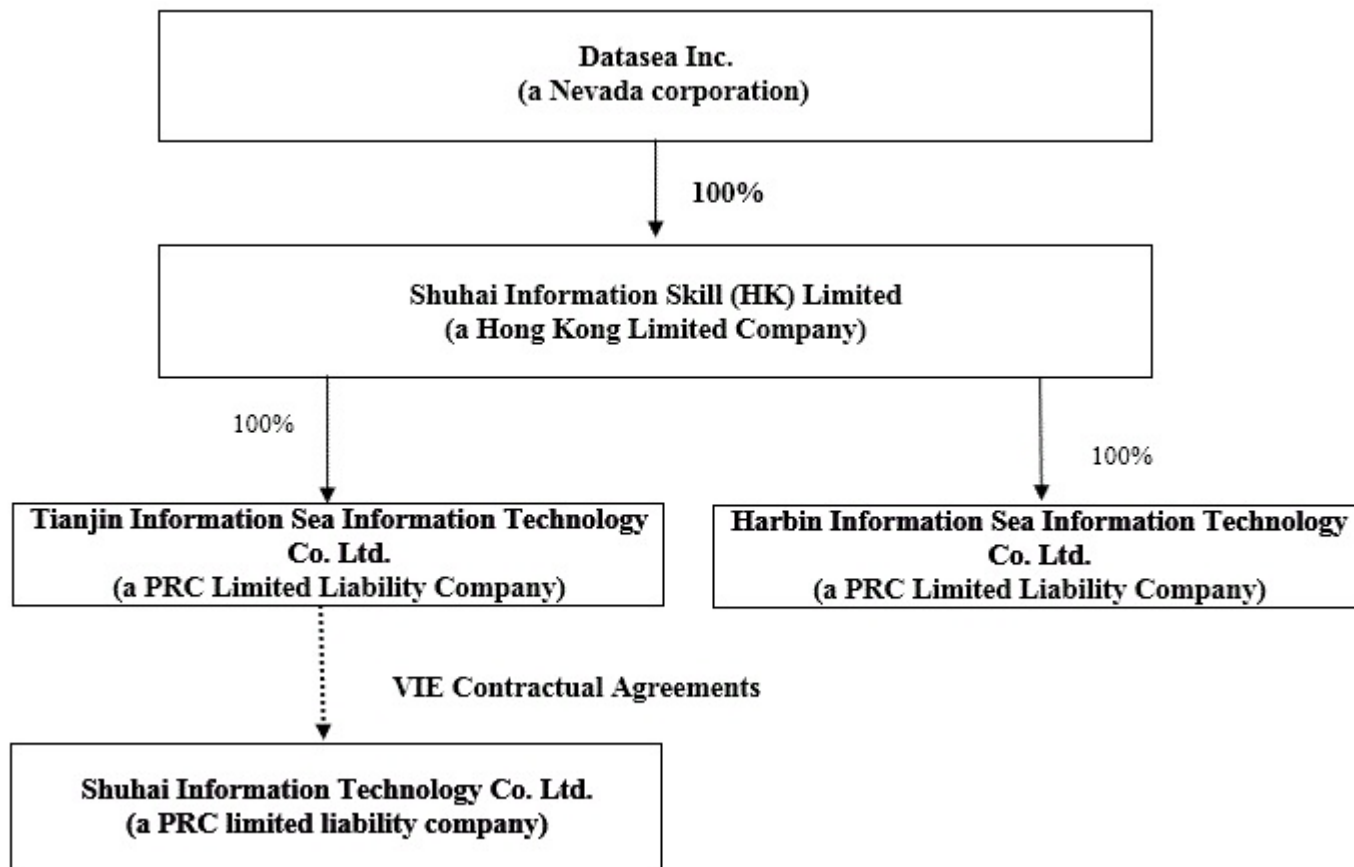 Datasea Inc.
(a Nevada corporation)
100%
Shuhai Information Skill (HK) Limited
(a Hong Kong Limited Company)
100%
100%
Tianjin Information Sea Information Technology
Co. Ltd.
(a PRC Limited Liability Company)
Harbin Information Sea Information Technology
Co. Ltd.
(a PRC Limited Liability Company)
VIE Contractual Agreements
Shuhai Information Technology Co. Ltd.
(a PRC limited liability company)